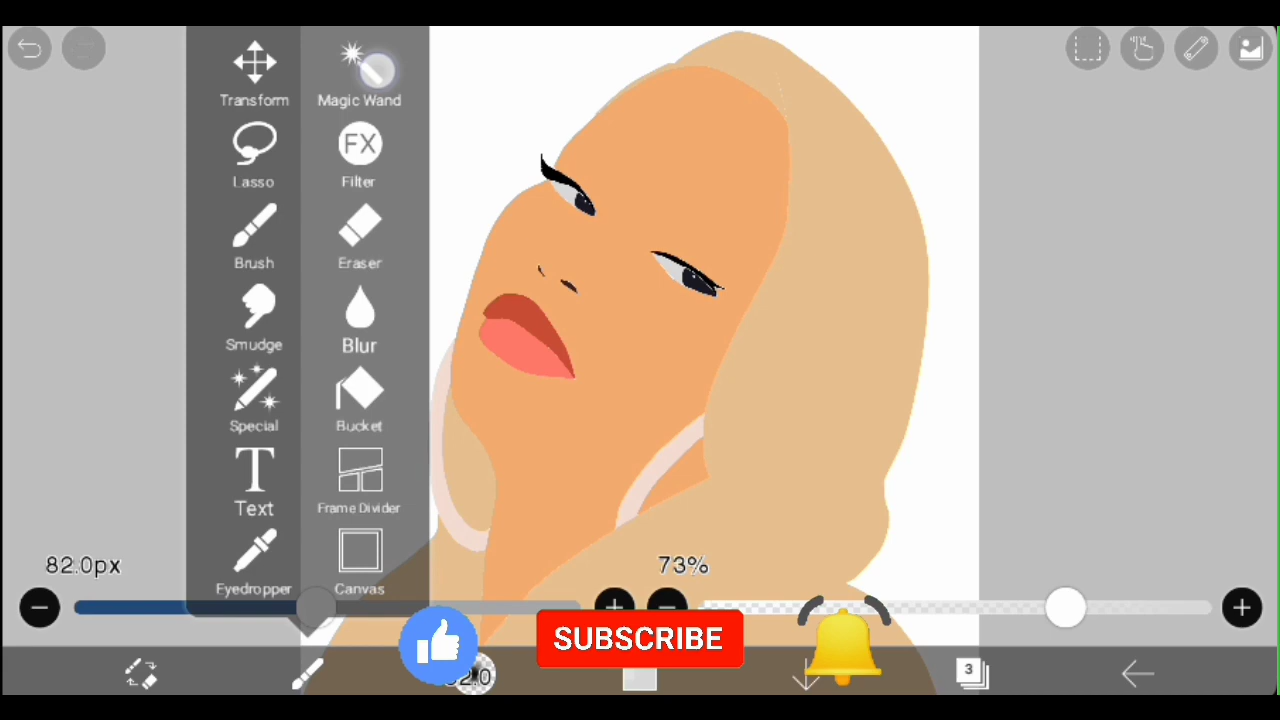 Transform
Magic Wand
Lasso
FX
Filter
Brush
Eraser
Smudge
Blur
Special
Bucket
T
Text
Frame Divider
Eyedropper
Canvas
82.0px
73%
SUBSCRIBE
3